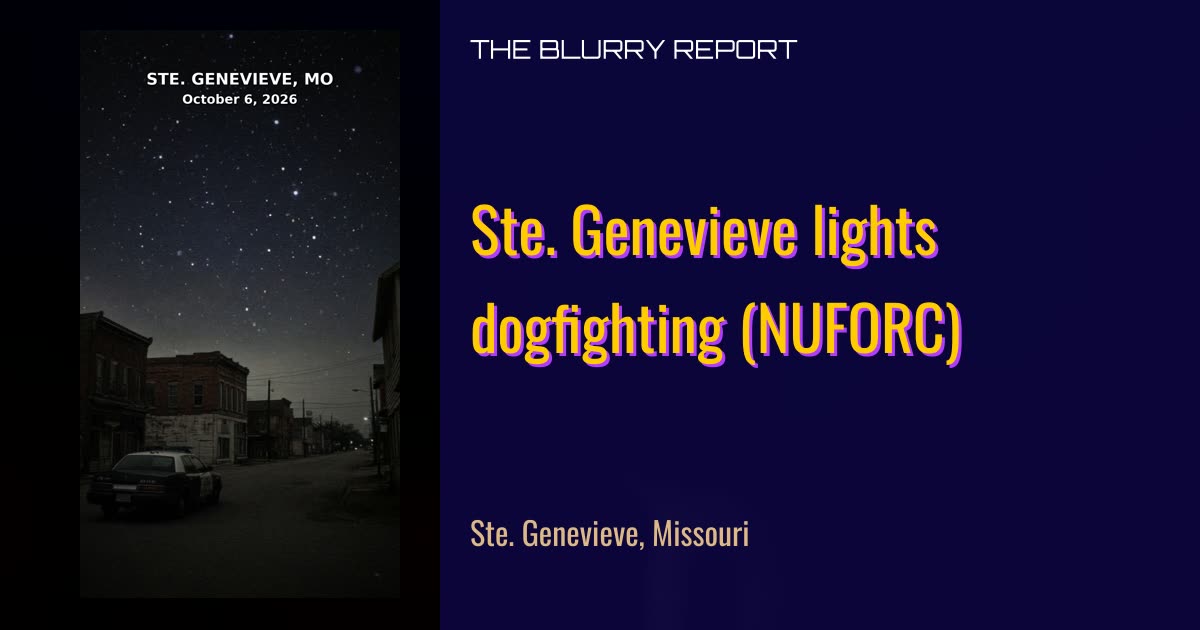 STE. GENEVIEVE, MO
October 6, 2026
THE BLURRY REPORT
Ste. Genevieve lights
dogfighting (NUFORC)
Ste. Genevieve, Missouri